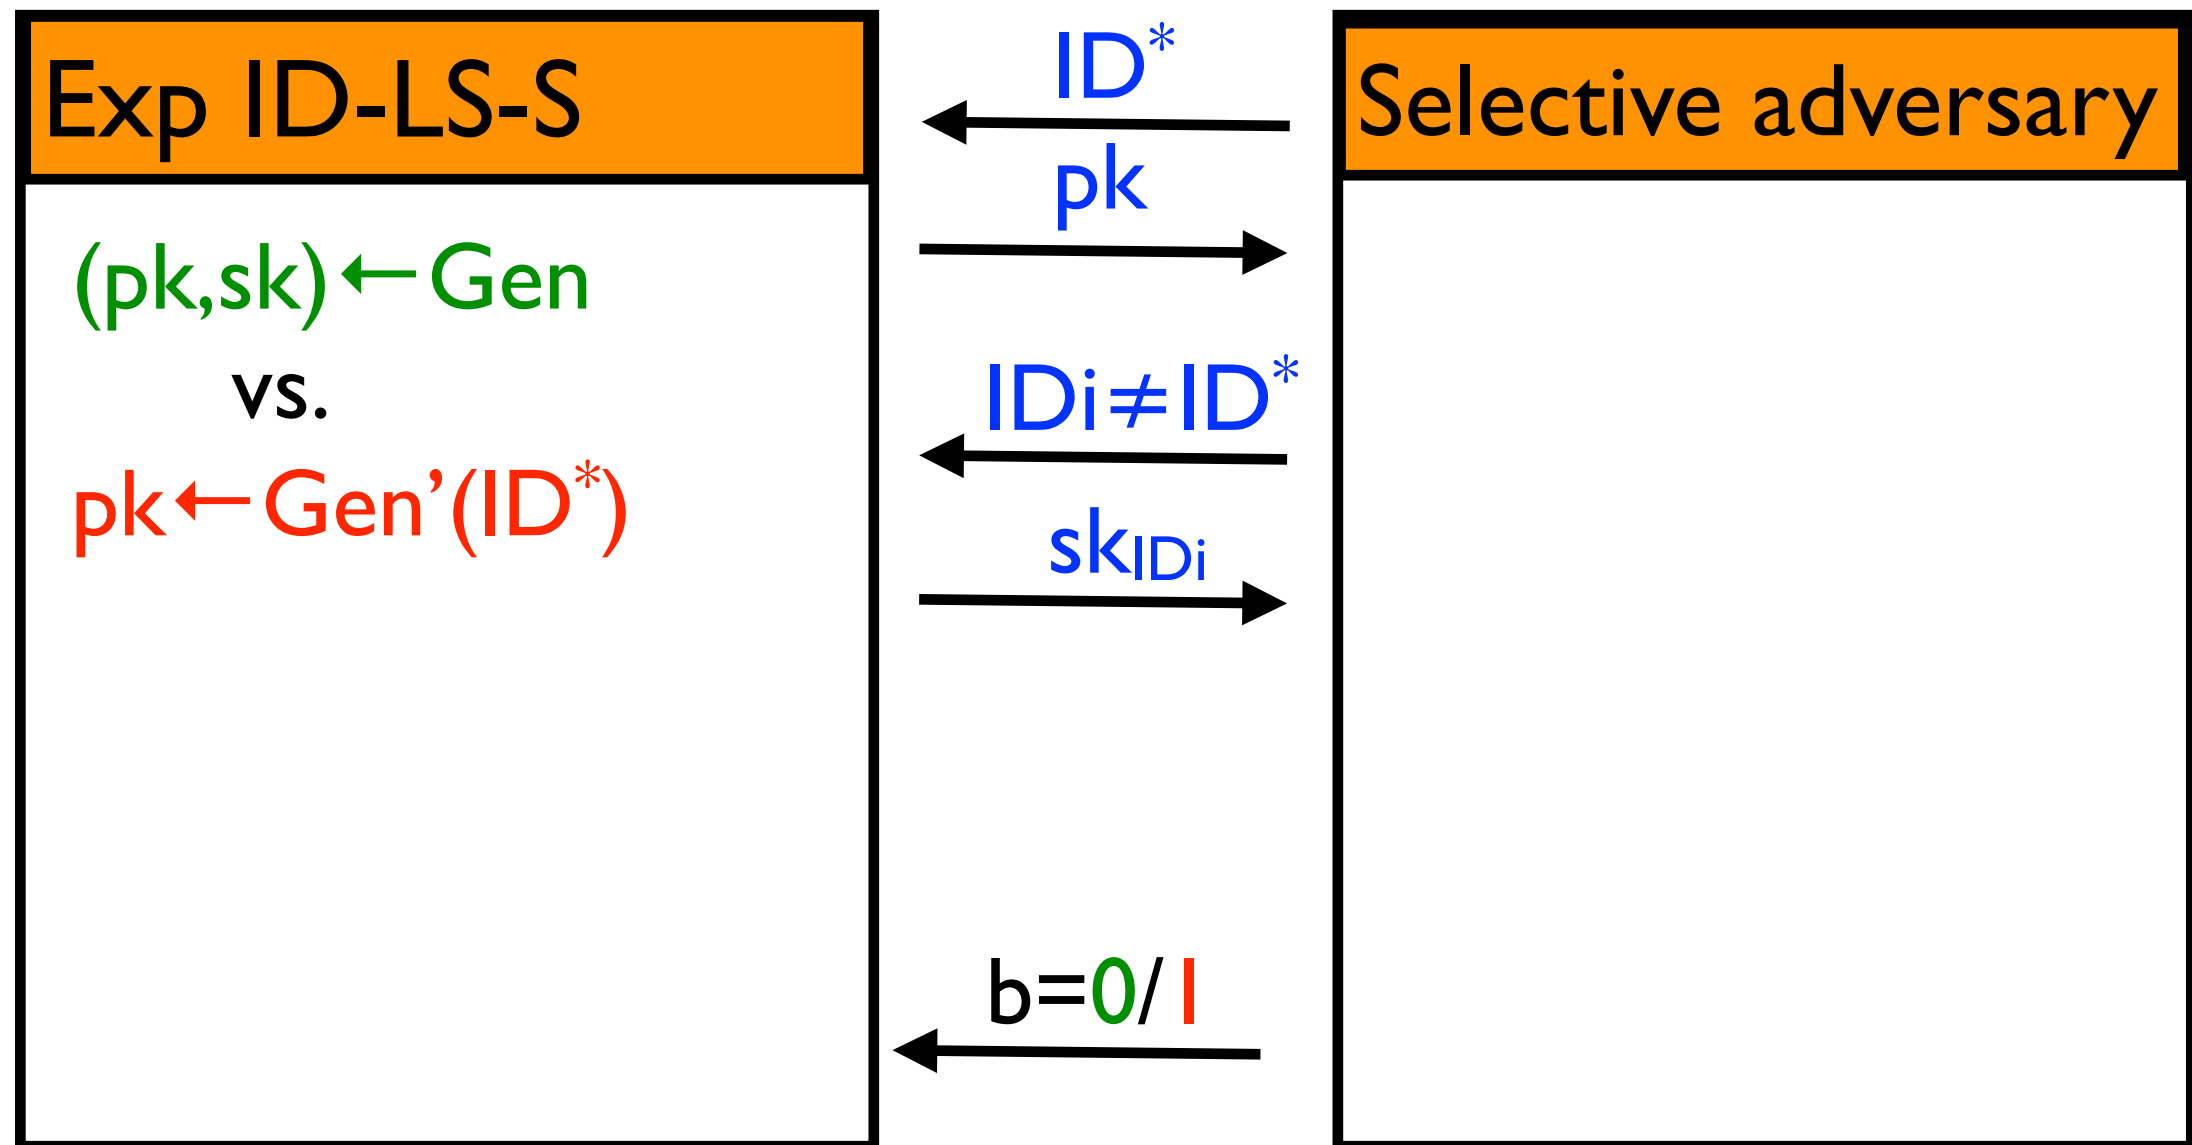 Exp ID-LS-S
(pk,sk)←Gen
vs.
pk←Gen’(ID*)
ID*
pk
IDi≠ID*
skIDi
b=0/1
Selective adversary